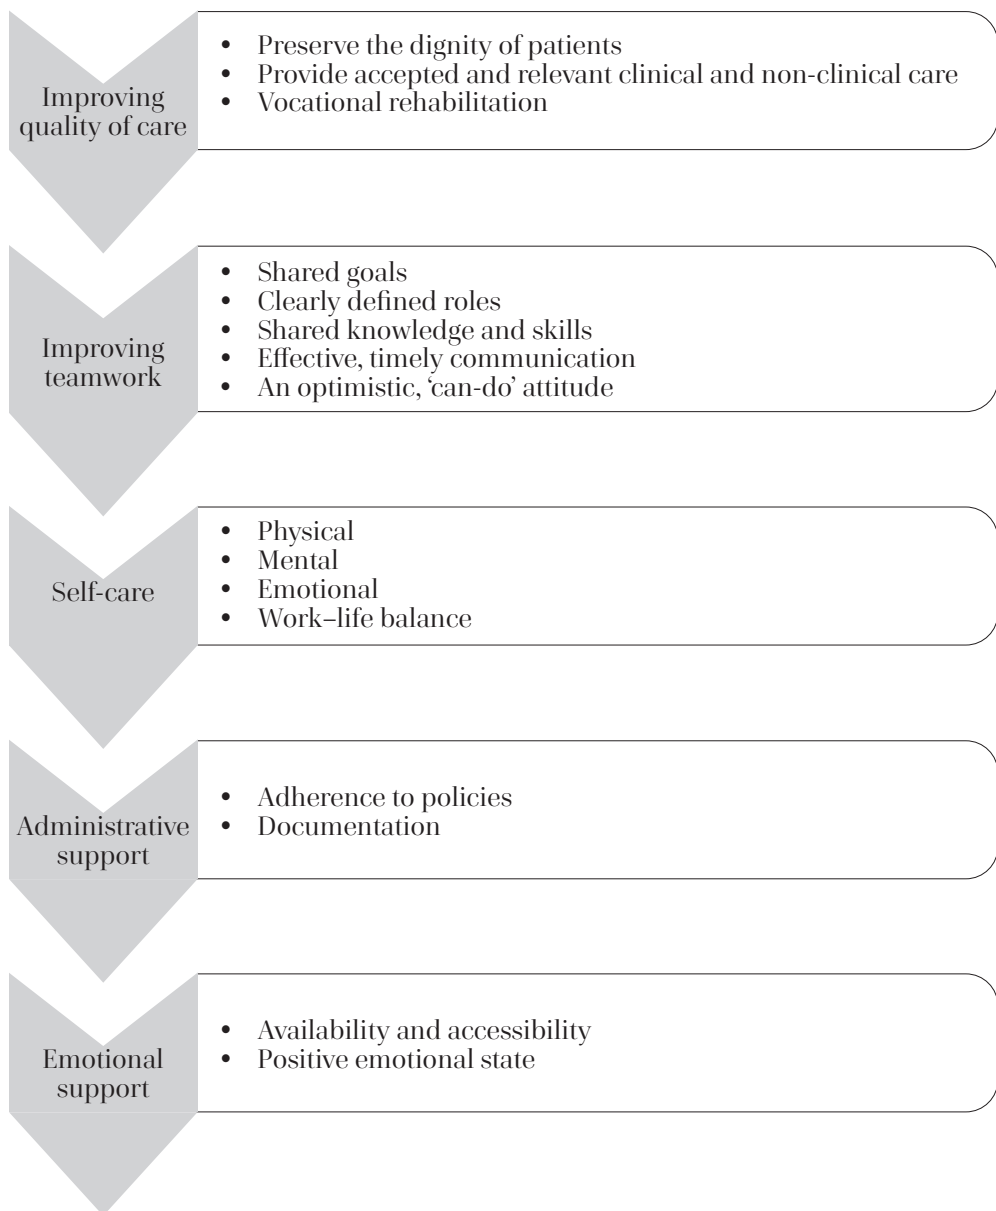 Improving
quality of care
• Preserve the dignity of patients
• Provide accepted and relevant clinical and non-clinical care
• Vocational rehabilitation
Improving
teamwork
• Shared goals
• Clearly defined roles
• Shared knowledge and skills
• Effective, timely communication
• An optimistic, ‘can-do’ attitude
Self-care
• Physical
• Mental
• Emotional
• Work–life balance
Administrative
support
• Adherence to policies
• Documentation
Emotional
support
• Availability and accessibility
• Positive emotional state